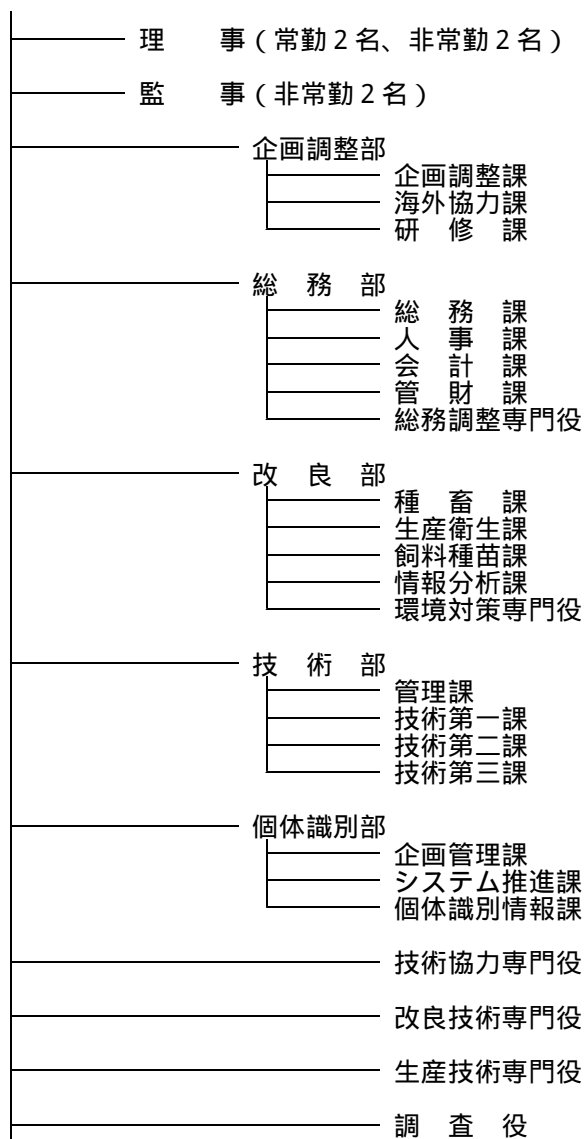 理　　事（常勤２名、非常勤２名）
監　　事（非常勤２名）
企画調整部
企画調整課
海外協力課
研　修　課
総　務　部
総　務　課
人　事　課
会　計　課
管　財　課
総務調整専門役
改　良　部
種　畜　課
生産衛生課
飼料種苗課
情報分析課
環境対策専門役
技　術　部
管理課
技術第一課
技術第二課
技術第三課
個体識別部
企画管理課
システム推進課
個体識別情報課
技術協力専門役
改良技術専門役
生産技術専門役
調　査　役